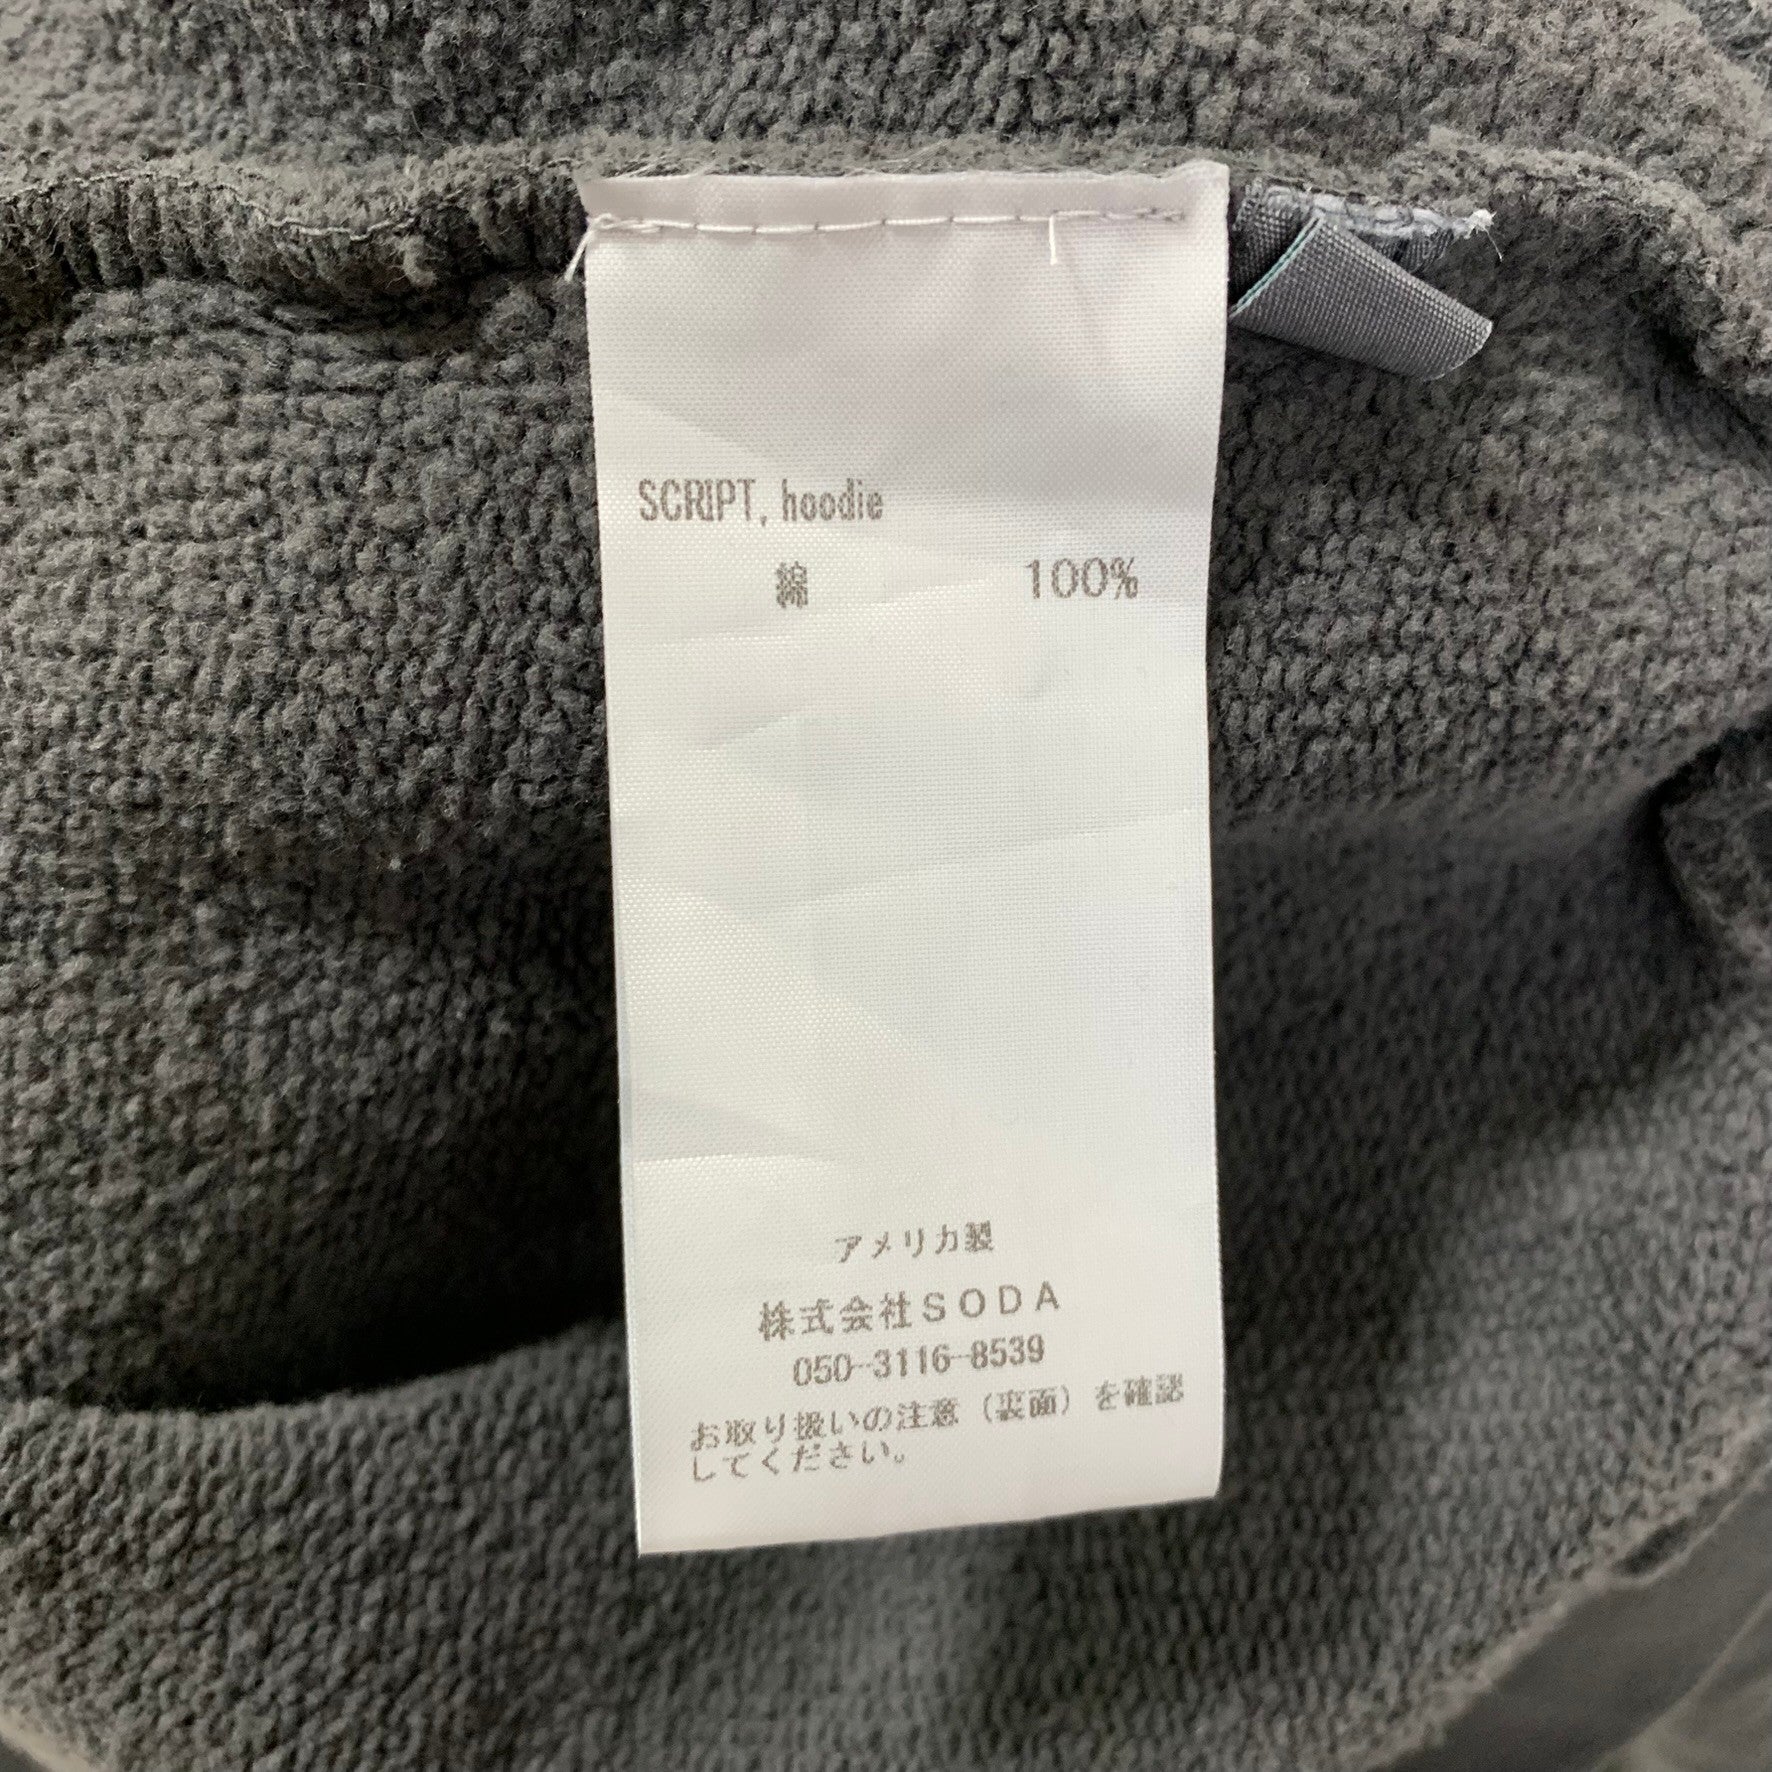 SCRIPT, hoodie
綿 100%
アメリカ製
株式会社SODA
050-3116-8539
お取り扱いの注意（裏面）を確認
してください。